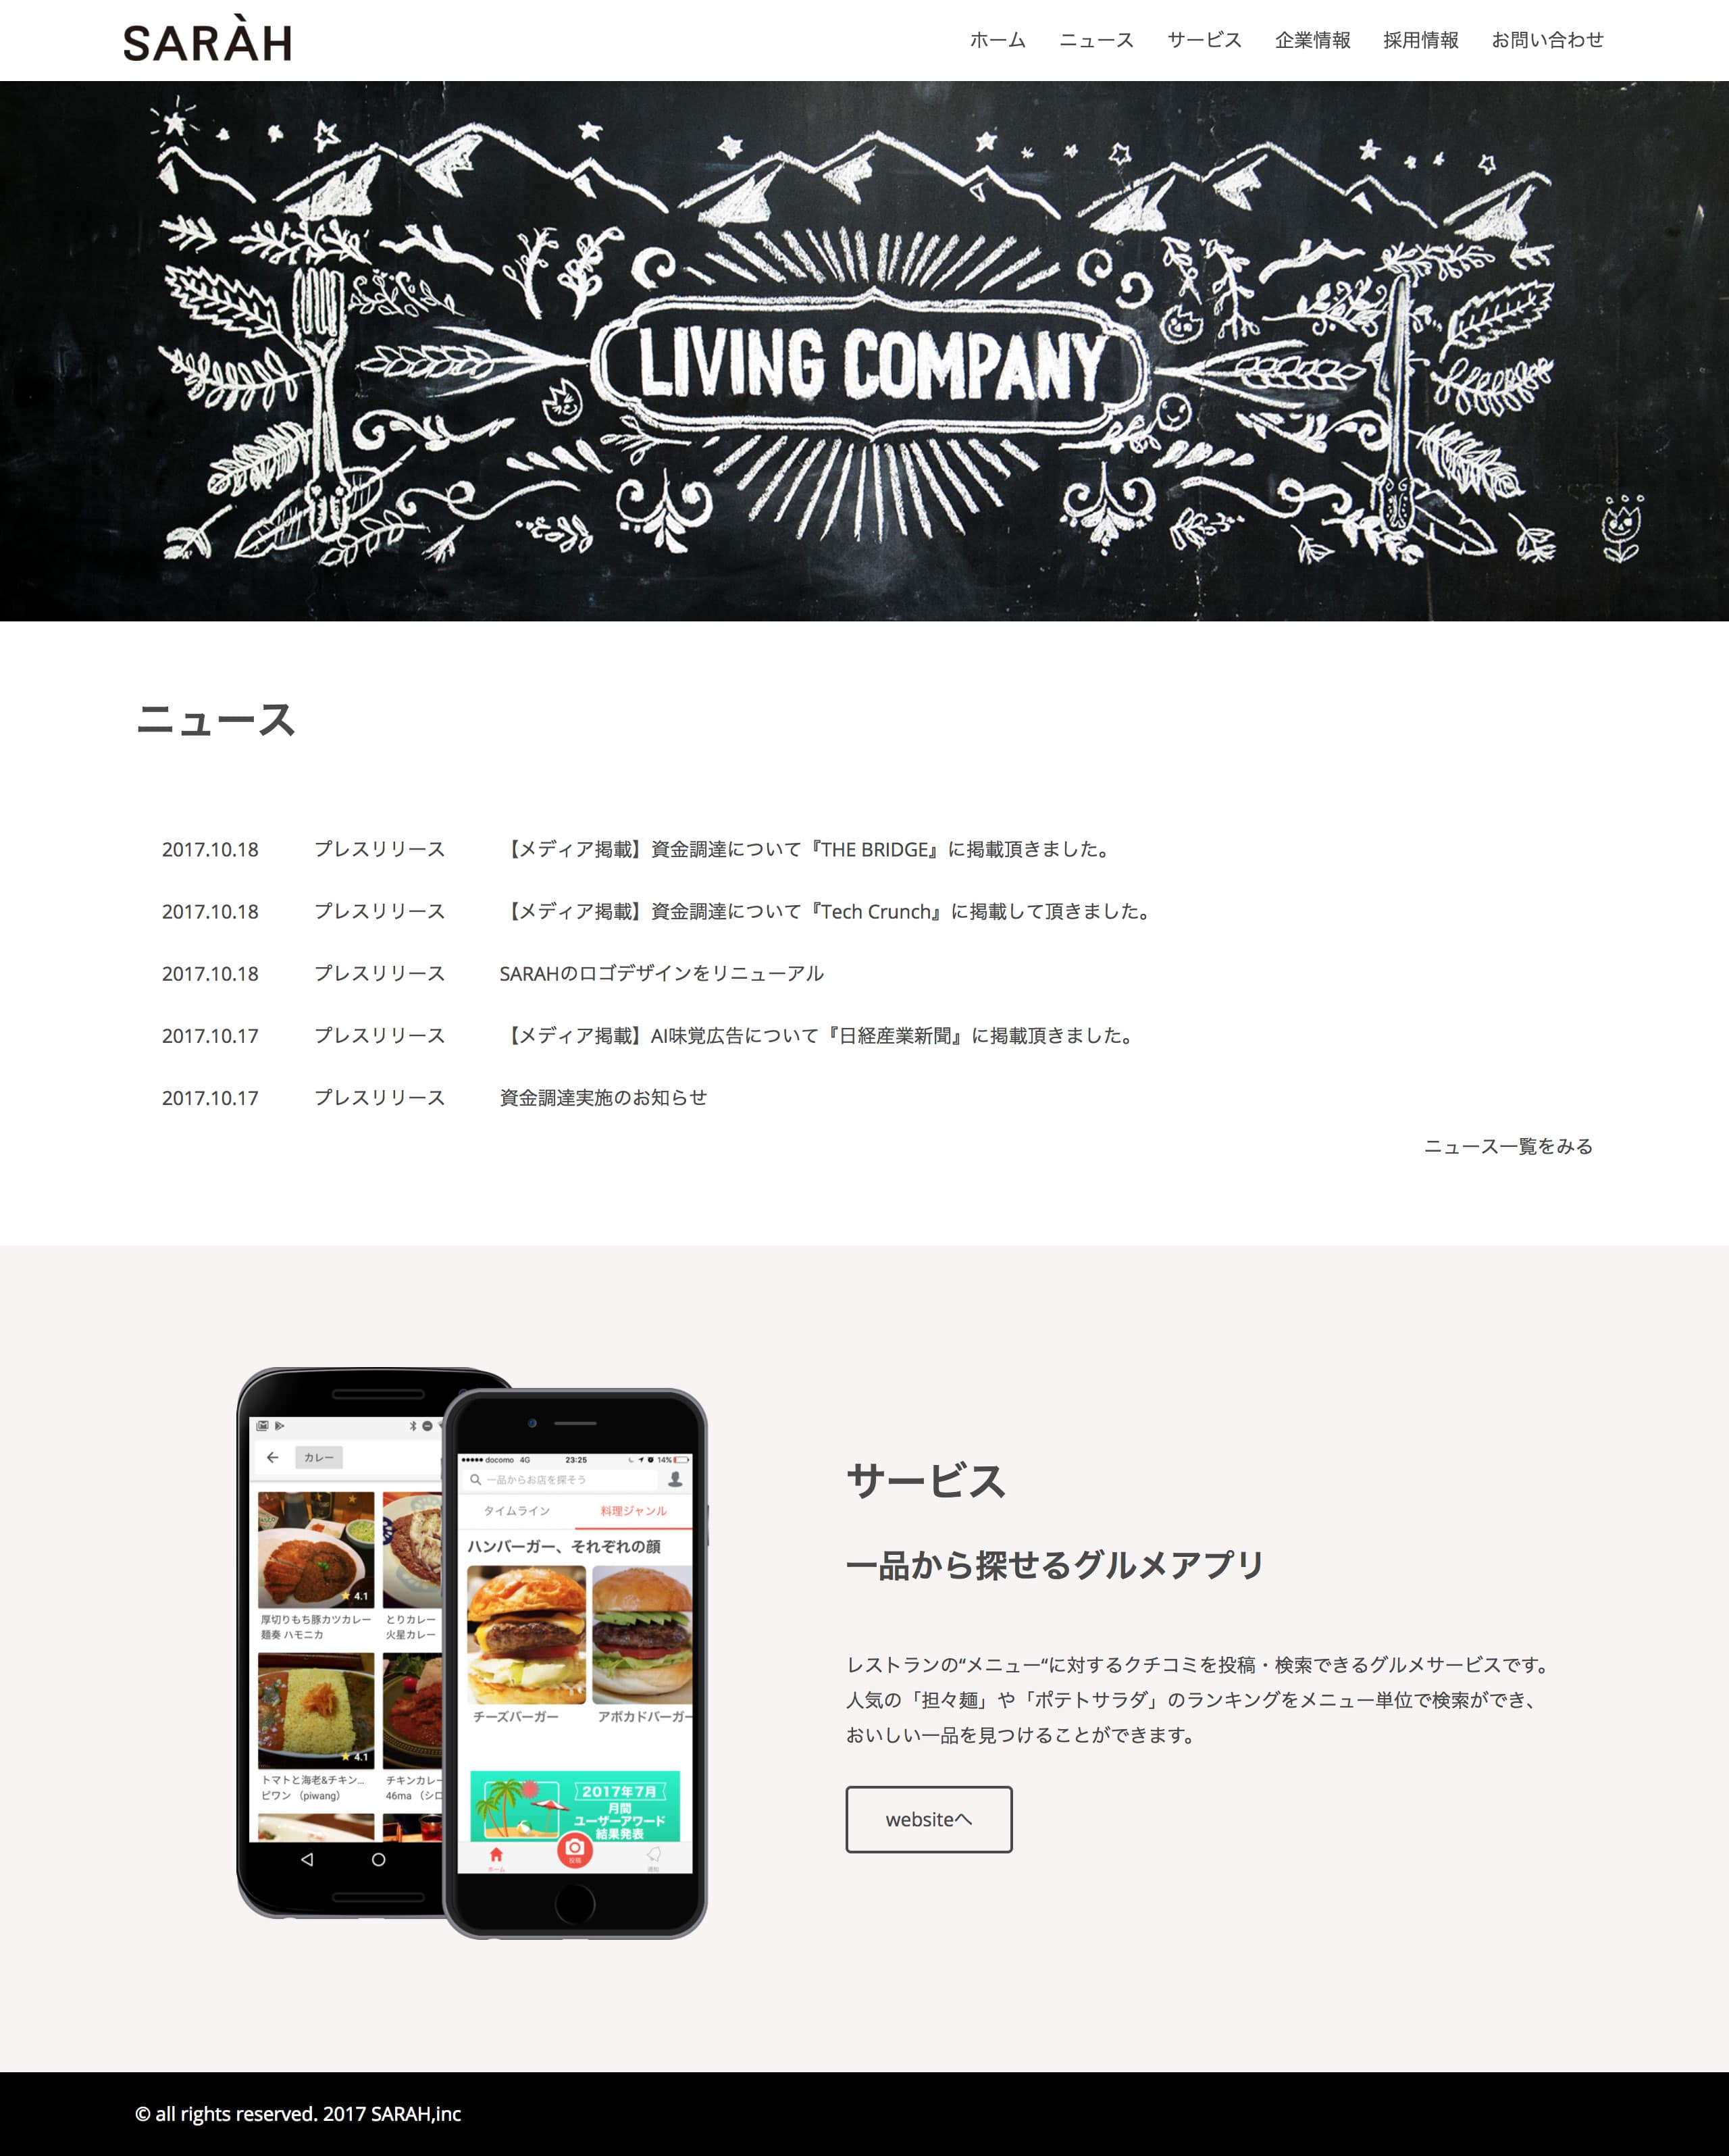 SARÀH
ホーム ニュース サービス 企業情報 採用情報 お問い合わせ
LIVING COMPANY
ニュース
2017.10.18 プレスリリース 【メディア掲載】資金調達について『THE BRIDGE』に掲載頂きました。
2017.10.18 プレスリリース 【メディア掲載】資金調達について『Tech Crunch』に掲載して頂きました。
2017.10.18 プレスリリース SARAHのロゴデザインをリニューアル
2017.10.17 プレスリリース 【メディア掲載】AI味覚広告について『日経産業新聞』に掲載頂きました。
2017.10.17 プレスリリース 資金調達実施のお知らせ
ニュース一覧をみる
カレー
4.1
厚切りもち豚カツカレー
麺奏 ハモニカ
とりカレー
火星カレー
4.1
トマトと海老&チキン...
ピワン （piwang）
チキンカレー
46ma （シロ
docomo 4G 23:25 14%
一品からお店を探そう
タイムライン 料理ジャンル
ハンバーガー、それぞれの顔
チーズバーガー アボカドバーガー
2017年7月
月間
ユーザーアワード
結果発表
ホーム 投稿 通知
サービス
一品から探せるグルメアプリ
レストランの“メニュー“に対するクチコミを投稿・検索できるグルメサービスです。
人気の「担々麺」や「ポテトサラダ」のランキングをメニュー単位で検索ができ、
おいしい一品を見つけることができます。
websiteへ
© all rights reserved. 2017 SARAH,inc